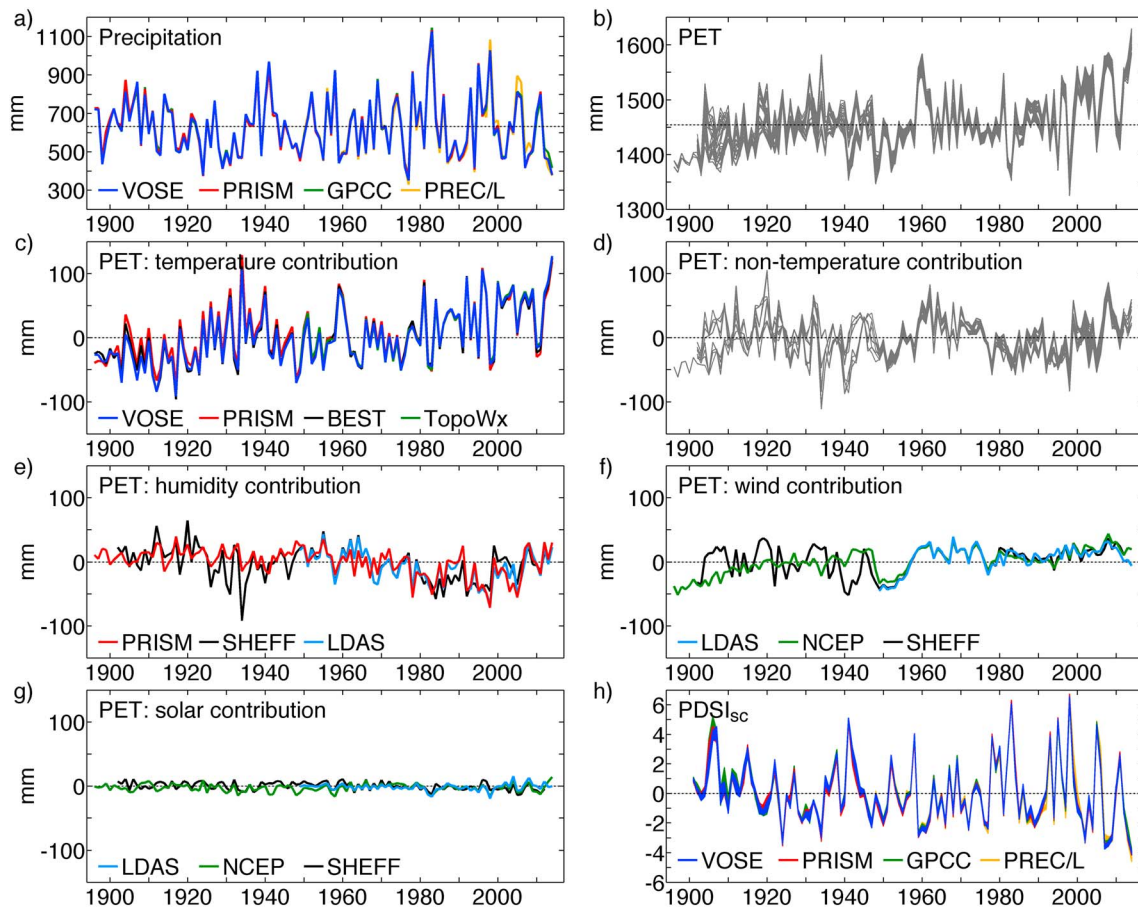 a) Precipitation
1100
900
700
500
300
mm
VOSE PRISM GPCC PREC/L
1900 1920 1940 1960 1980 2000
b) PET
1600
1500
1400
1300
mm
1900 1920 1940 1960 1980 2000
c) PET: temperature contribution
100
0
-100
mm
VOSE PRISM BEST TopoWx
1900 1920 1940 1960 1980 2000
d) PET: non-temperature contribution
100
0
-100
mm
1900 1920 1940 1960 1980 2000
e) PET: humidity contribution
100
0
-100
mm
PRISM SHEFF LDAS
1900 1920 1940 1960 1980 2000
f) PET: wind contribution
100
0
-100
mm
LDAS NCEP SHEFF
1900 1920 1940 1960 1980 2000
g) PET: solar contribution
100
0
-100
mm
LDAS NCEP SHEFF
1900 1920 1940 1960 1980 2000
h) PDSIsc
6
4
2
0
-2
-4
-6
VOSE PRISM GPCC PREC/L
1900 1920 1940 1960 1980 2000